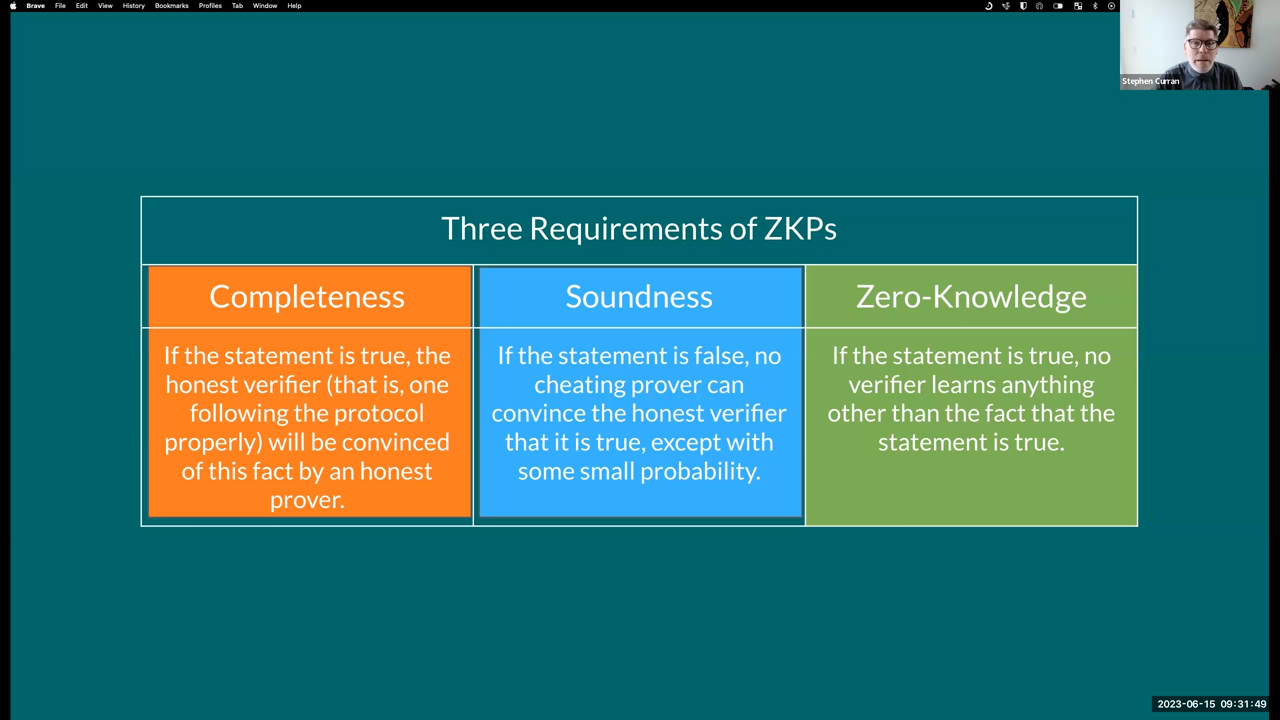 Brave File Edit View History Bookmarks Profiles Tab Window Help
Stephen Curran
Three Requirements of ZKPs
Completeness
If the statement is true, the
honest verifier (that is, one
following the protocol
properly) will be convinced
of this fact by an honest
prover.
Soundness
If the statement is false, no
cheating prover can
convince the honest verifier
that it is true, except with
some small probability.
Zero-Knowledge
If the statement is true, no
verifier learns anything
other than the fact that the
statement is true.
2023-06-15 09:31:49